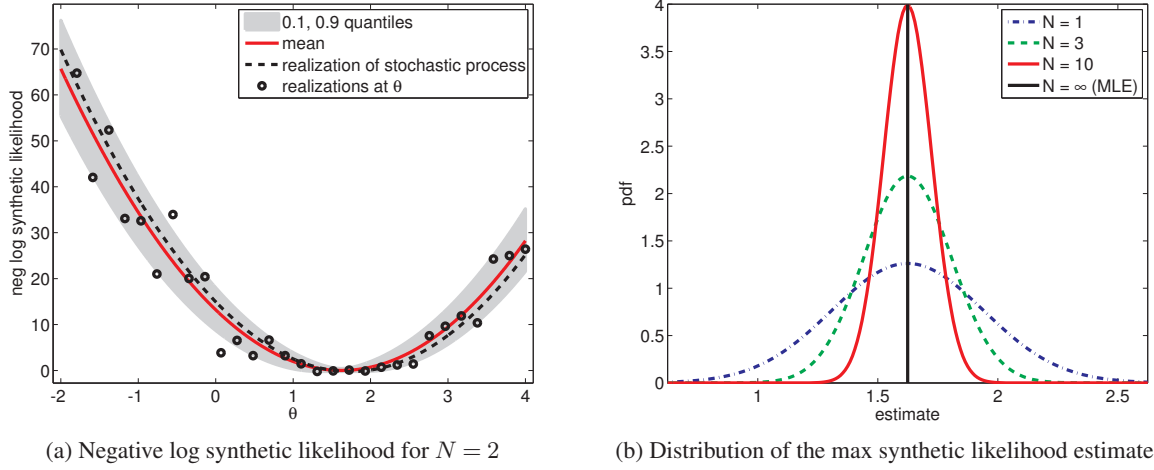 0.1, 0.9 quantiles
mean
realization of stochastic process
realizations at θ
neg log synthetic likelihood
70
60
50
40
30
20
10
0
-2
-1
0
1
2
3
4
θ
(a) Negative log synthetic likelihood for N = 2
N = 1
N = 3
N = 10
N = ∞ (MLE)
pdf
4
3.5
3
2.5
2
1.5
1
0.5
0
1
1.5
2
2.5
estimate
(b) Distribution of the max synthetic likelihood estimate